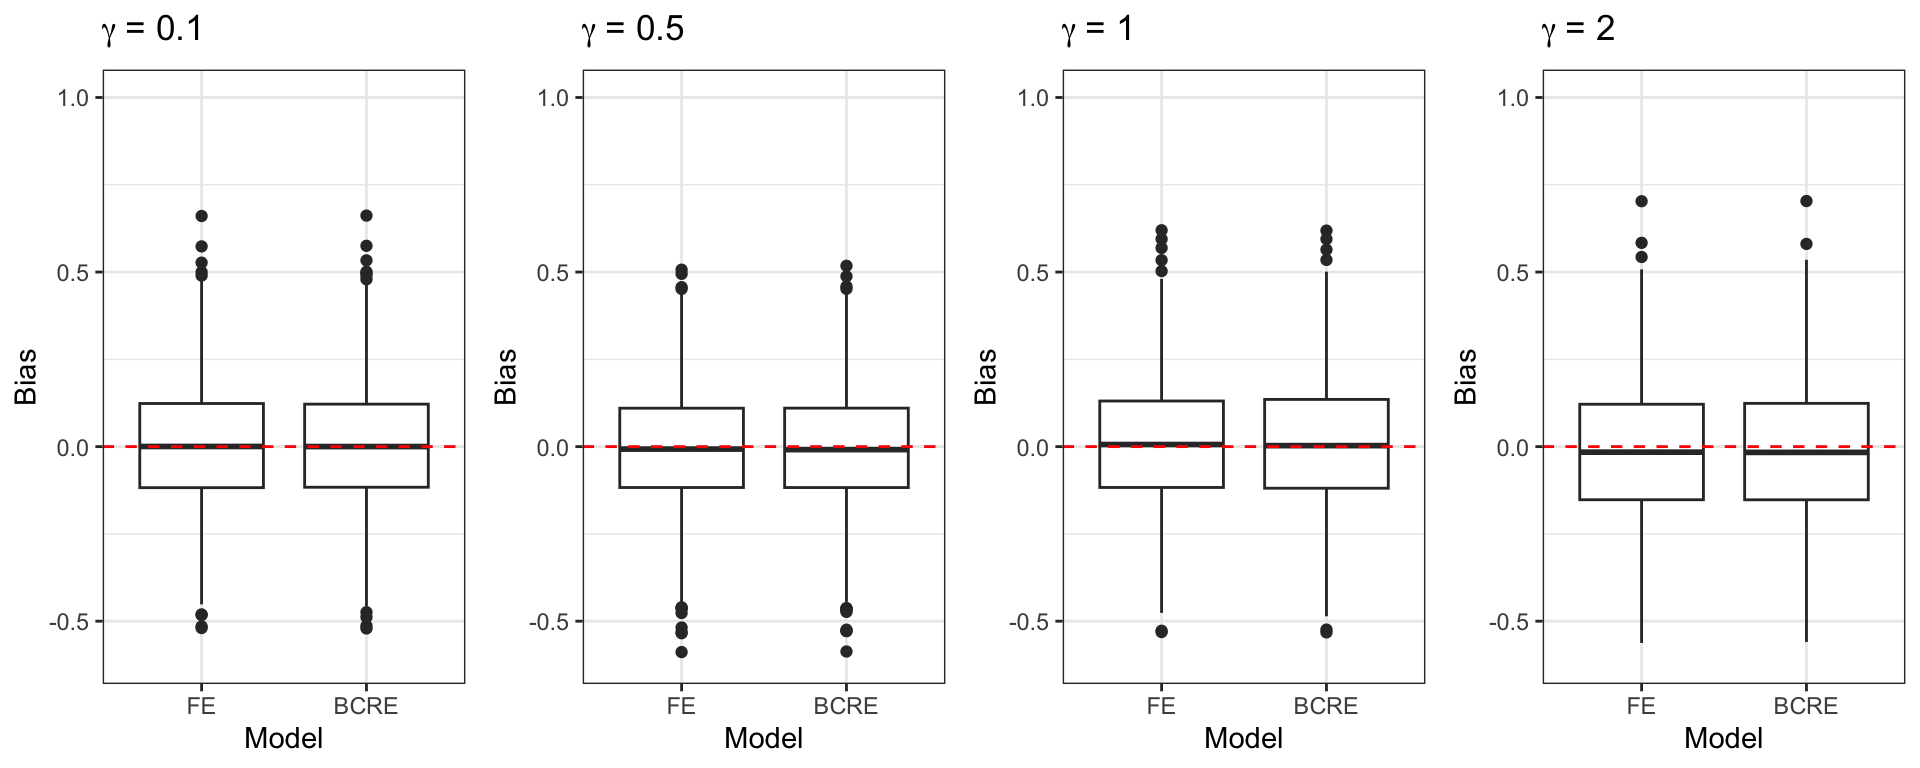 γ = 0.1
Bias
1.0
0.5
0.0
-0.5
FE BCRE
Model
γ = 0.5
Bias
1.0
0.5
0.0
-0.5
FE BCRE
Model
γ = 1
Bias
1.0
0.5
0.0
-0.5
FE BCRE
Model
γ = 2
Bias
1.0
0.5
0.0
-0.5
FE BCRE
Model